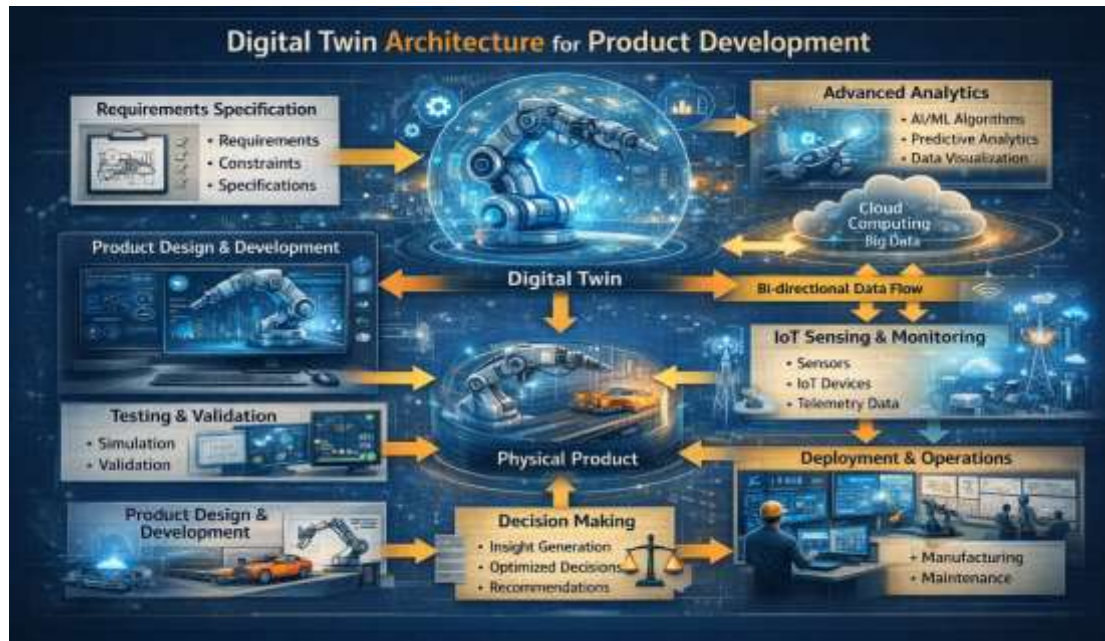 Digital Twin Architecture for Product Development
Requirements Specification
• Requirements
• Constraints
• Specifications
Advanced Analytics
• AI/ML Algorithms
• Predictive Analytics
• Data Visualization
Cloud
Computing
Big Data
Product Design & Development
Digital Twin
Bi-directional Data Flow
IoT Sensing & Monitoring
• Sensors
• IoT Devices
• Telemetry Data
Testing & Validation
• Simulation
• Validation
Physical Product
Deployment & Operations
• Manufacturing
• Maintenance
Product Design &
Development
Decision Making
• Insight Generation
• Optimized Decisions
• Recommendations